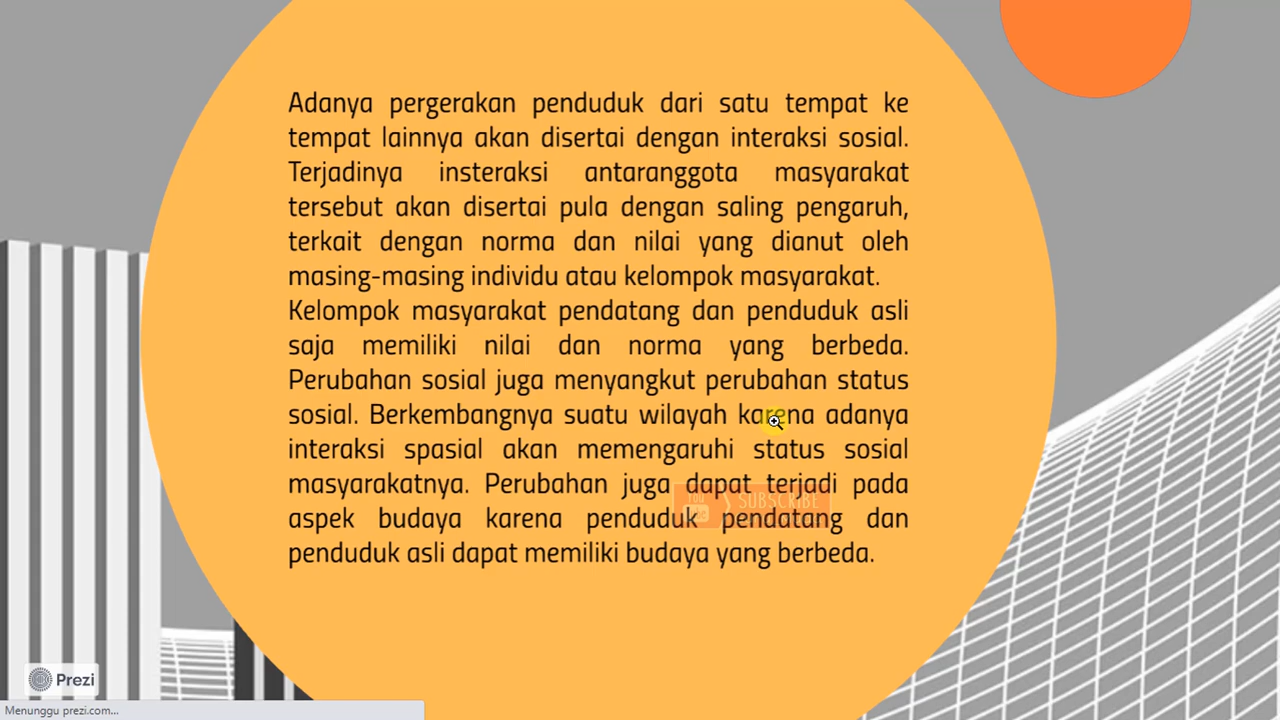 Adanya pergerakan penduduk dari satu tempat ke
tempat lainnya akan disertai dengan interaksi sosial.
Terjadinya insteraksi antaranggota masyarakat
tersebut akan disertai pula dengan saling pengaruh,
terkait dengan norma dan nilai yang dianut oleh
masing-masing individu atau kelompok masyarakat.
Kelompok masyarakat pendatang dan penduduk asli
saja memiliki nilai dan norma yang berbeda.
Perubahan sosial juga menyangkut perubahan status
sosial. Berkembangnya suatu wilayah karena adanya
interaksi spasial akan memengaruhi status sosial
masyarakatnya. Perubahan juga dapat terjadi pada
aspek budaya karena penduduk pendatang dan
penduduk asli dapat memiliki budaya yang berbeda.
SUBSCRIBE
Prezi
Menunggu prezi.com...